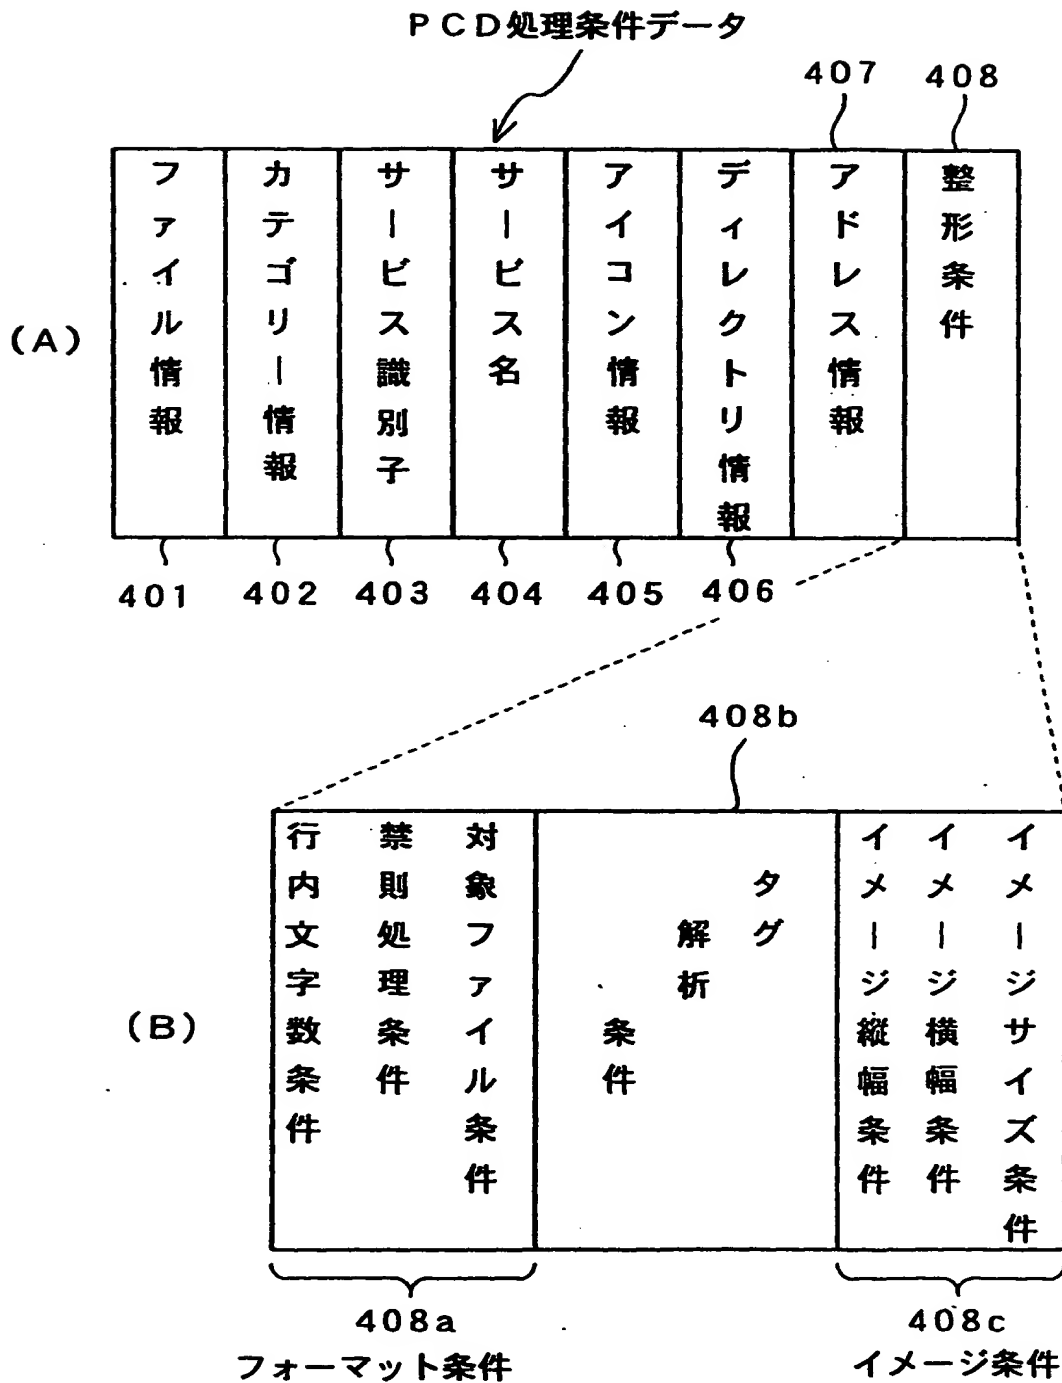 PCD処理条件データ
407
408
(A)
ファイル情報
カテゴリー情報
サービス識別子
サービス名
アイコン情報
ディレクトリ情報
アドレス情報
整形条件
401
402
403
404
405
406
408b
(B)
対象ファイル条件
禁則処理条件
行内文字数条件
タグ
解析
条件
イメージサイズ条件
イメージ横幅条件
イメージ縦幅条件
408a
フォーマット条件
408c
イメージ条件